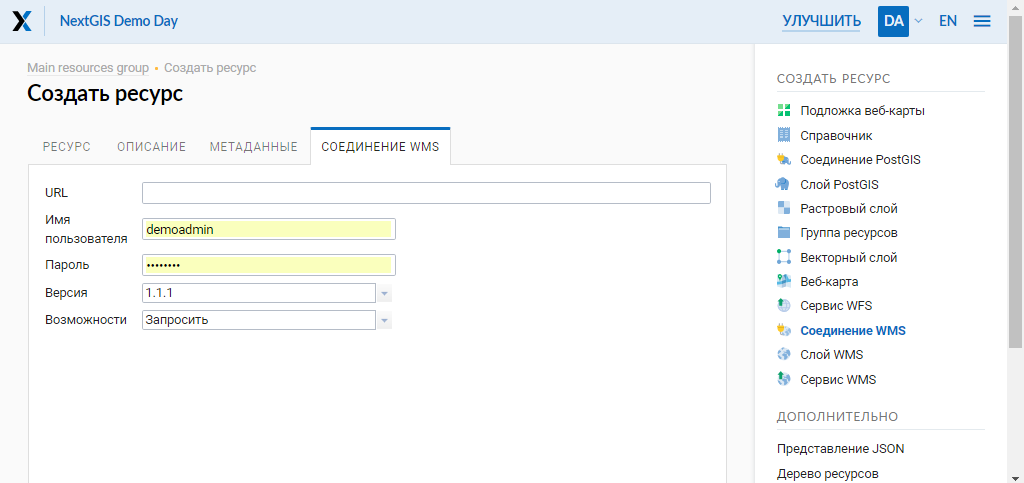 NextGIS Demo Day
УЛУЧШИТЬ
DA
EN
Main resources group • Создать ресурс
Создать ресурс
РЕСУРС
ОПИСАНИЕ
МЕТАДАННЫЕ
СОЕДИНЕНИЕ WMS
URL
Имя
пользователя
demoadmin
Пароль
••••••••
Версия
1.1.1
Возможности
Запросить
СОЗДАТЬ РЕСУРС
Подложка веб-карты
Справочник
Соединение PostGIS
Слой PostGIS
Растровый слой
Группа ресурсов
Векторный слой
Веб-карта
Сервис WFS
Соединение WMS
Слой WMS
Сервис WMS
ДОПОЛНИТЕЛЬНО
Представление JSON
Дерево ресурсов